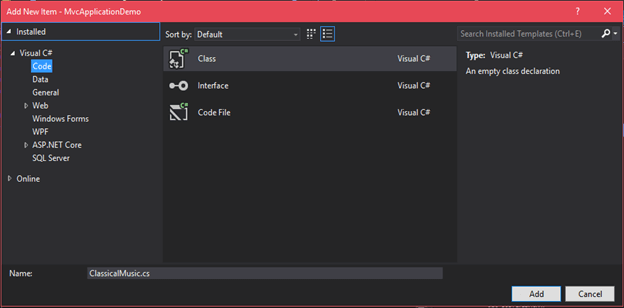 Add New Item - MvcApplicationDemo
? 
Installed
Sort by: Default
Search Installed Templates (Ctrl+E)
Visual C#
Code
Data
General
Web
Windows Forms
WPF
ASP.NET Core
SQL Server
Online
C# Class Visual C#
Interface Visual C#
C# Code File Visual C#
Type: Visual C#
An empty class declaration
Name: ClassicalMusic.cs
Add Cancel